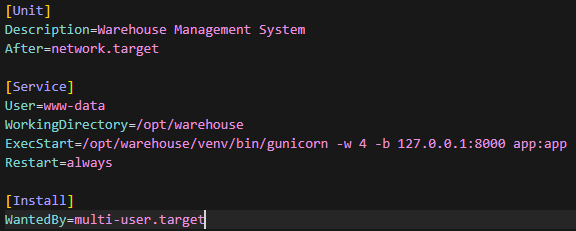 [Unit]
Description=Warehouse Management System
After=network.target

[Service]
User=www-data
WorkingDirectory=/opt/warehouse
ExecStart=/opt/warehouse/venv/bin/gunicorn -w 4 -b 127.0.0.1:8000 app:app
Restart=always

[Install]
WantedBy=multi-user.target